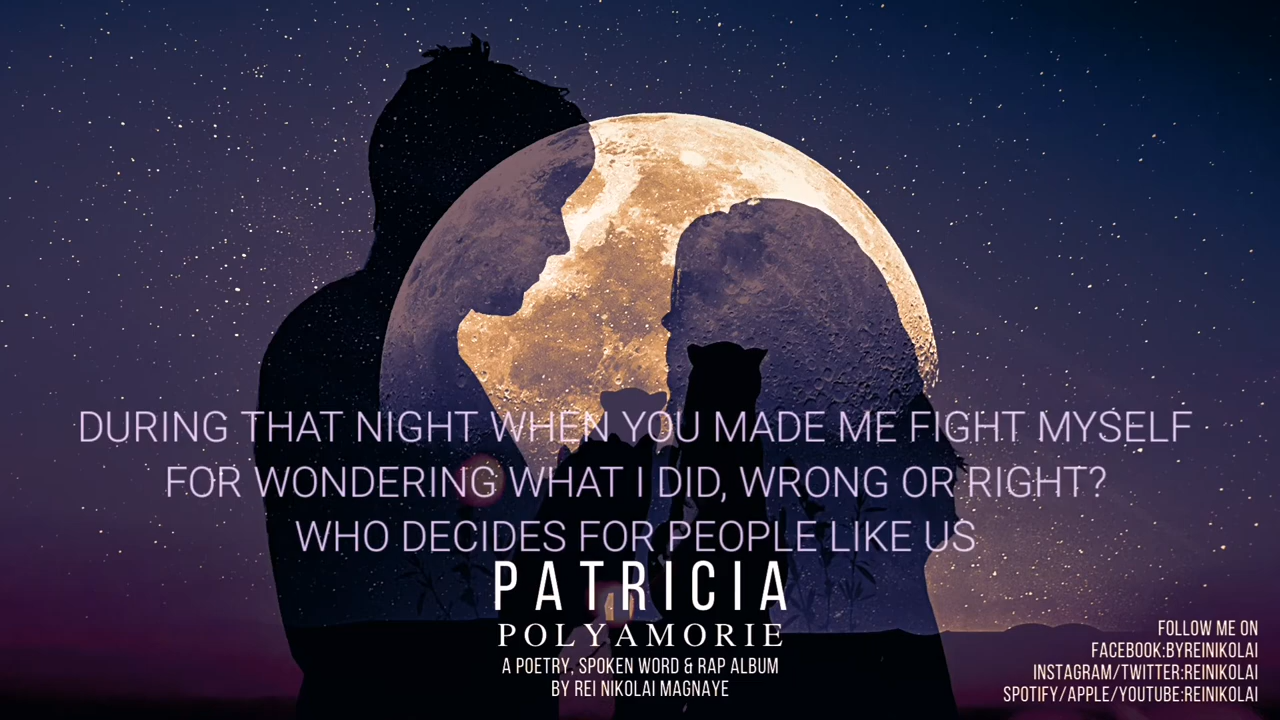 DURING THAT NIGHT WHEN YOU MADE ME FIGHT MYSELF
FOR WONDERING WHAT I DID, WRONG OR RIGHT?
WHO DECIDES FOR PEOPLE LIKE US
PATRICIA
POLYAMORIE
A POETRY, SPOKEN WORD & RAP ALBUM
BY REI NIKOLAI MAGNAYE
FOLLOW ME ON
FACEBOOK:BYREINIKOLAI
INSTAGRAM/TWITTER:REINIKOLAI
SPOTIFY/APPLE/YOUTUBE:REINIKOLAI